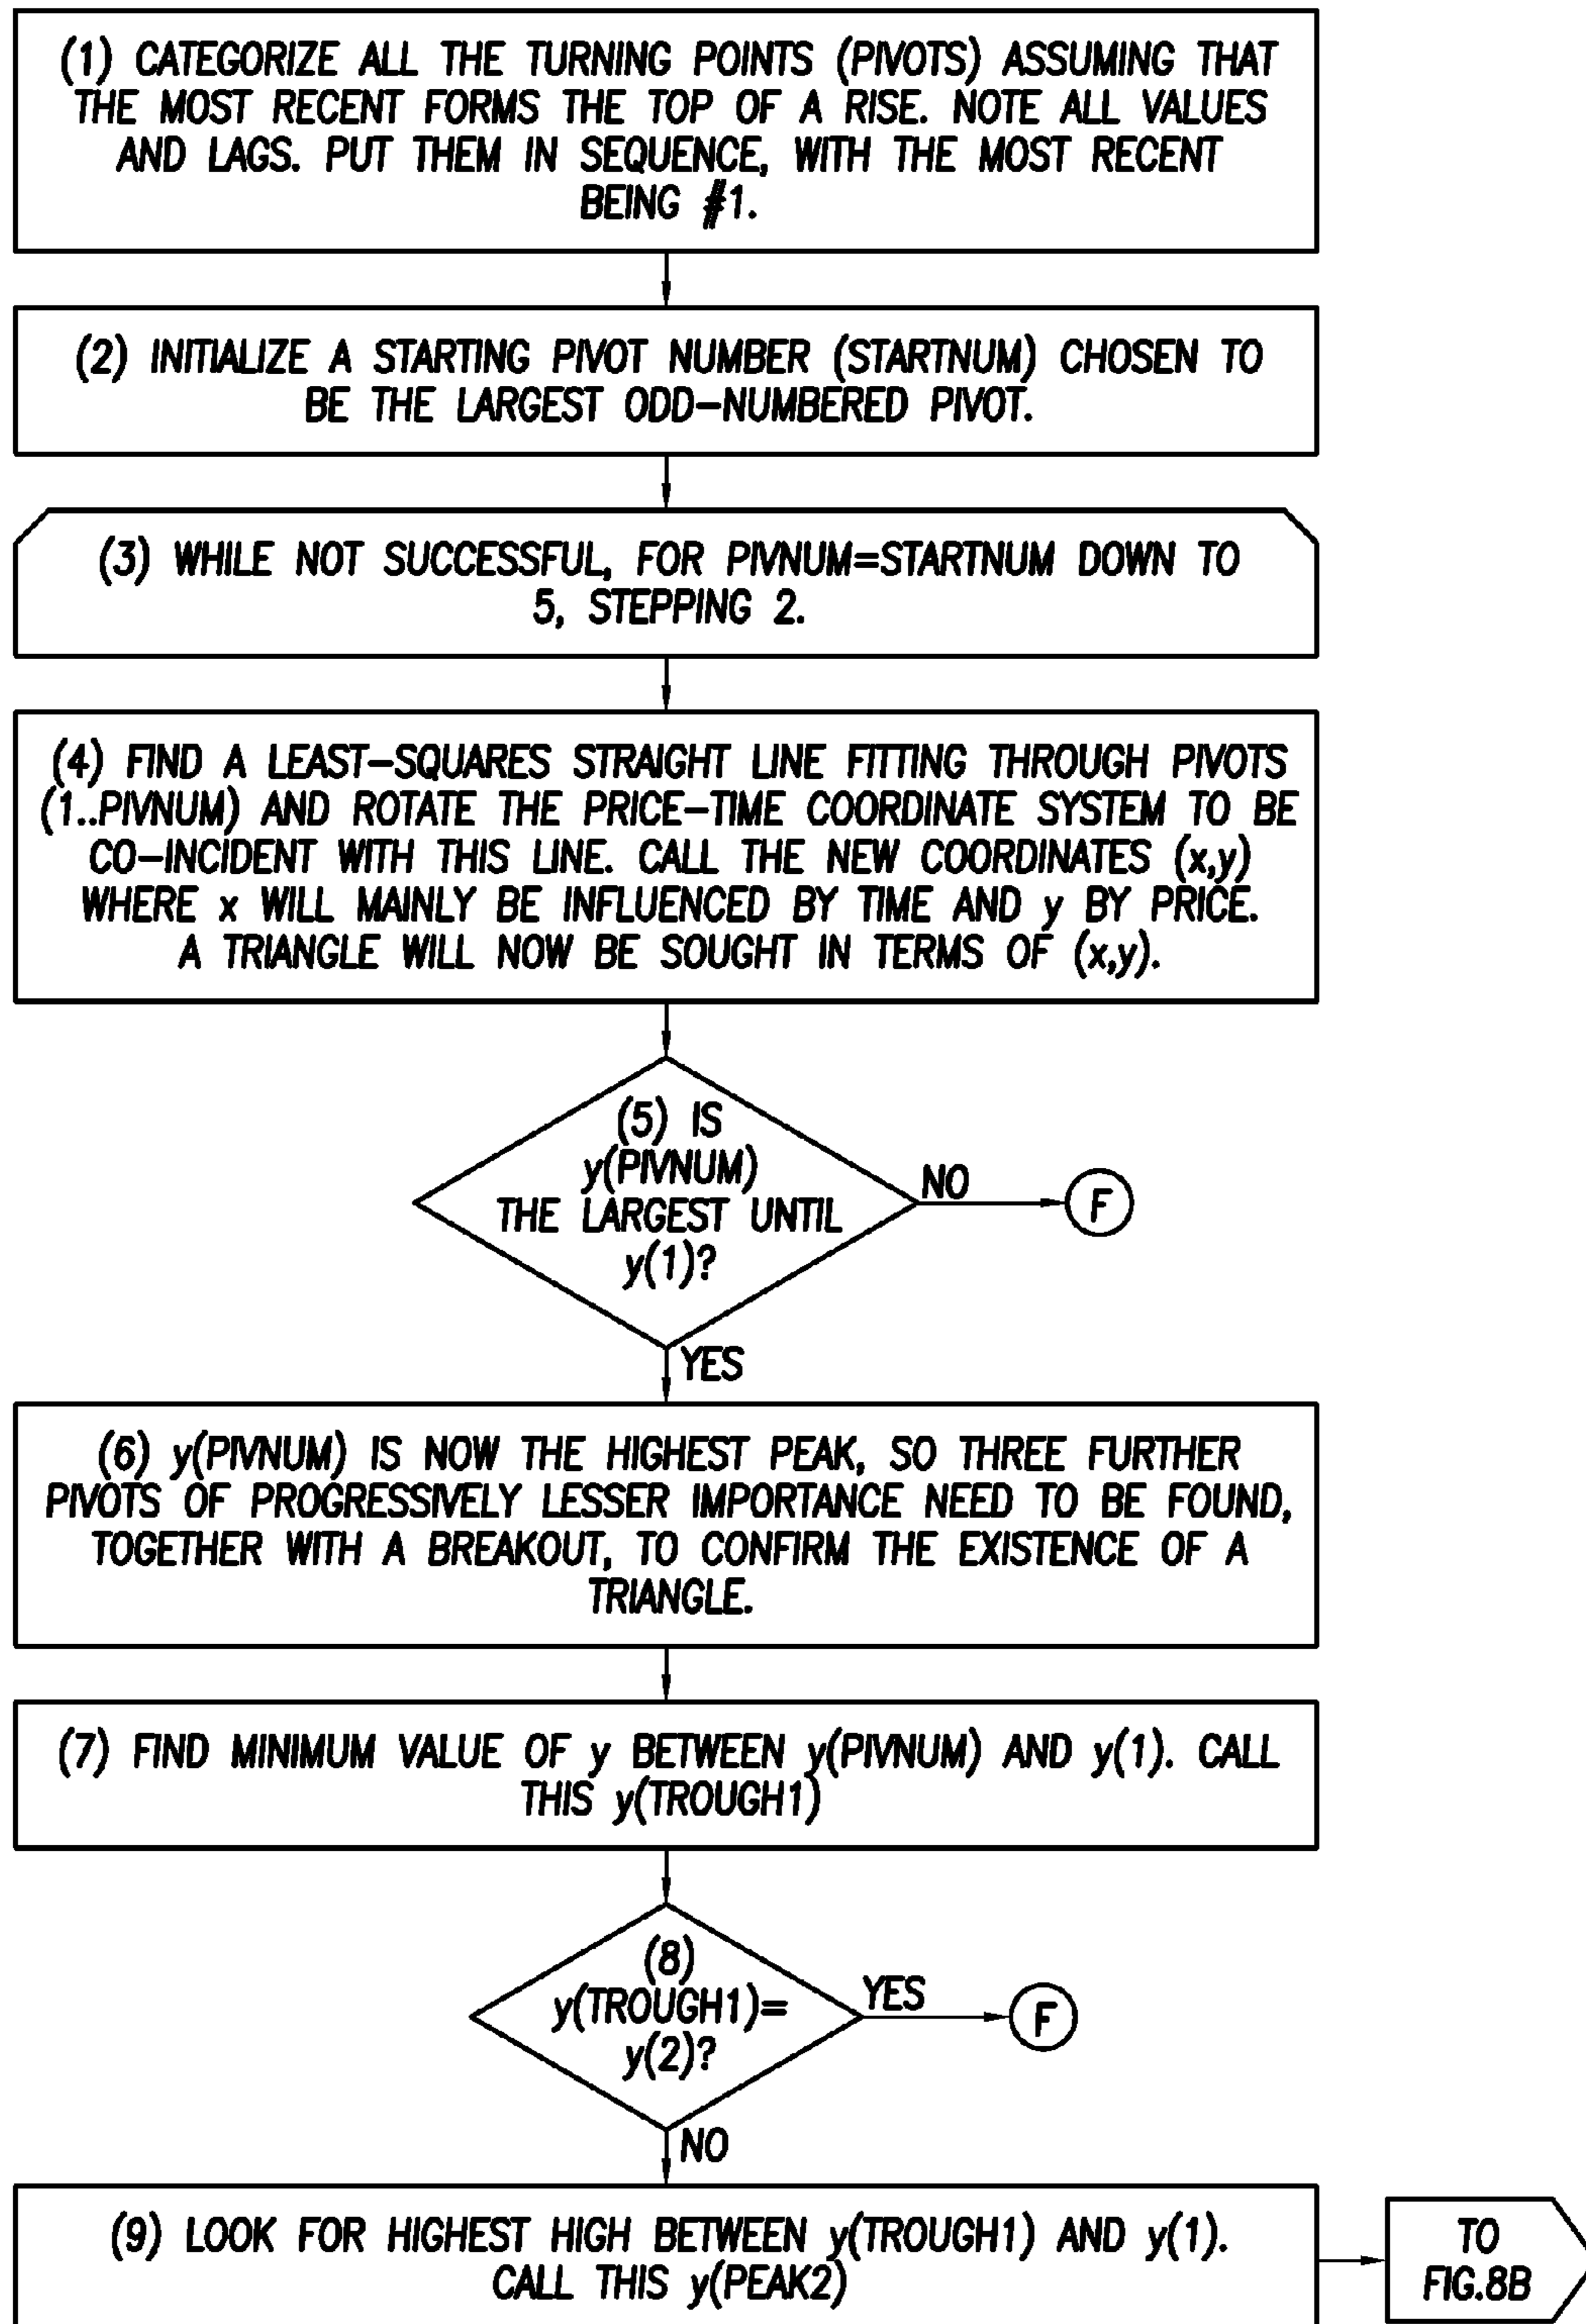 (1) CATEGORIZE ALL THE TURNING POINTS (PIVOTS) ASSUMING THAT
THE MOST RECENT FORMS THE TOP OF A RISE. NOTE ALL VALUES
AND LAGS. PUT THEM IN SEQUENCE, WITH THE MOST RECENT
BEING #1.
(2) INITIALIZE A STARTING PIVOT NUMBER (STARTNUM) CHOSEN TO
BE THE LARGEST ODD-NUMBERED PIVOT.
(3) WHILE NOT SUCCESSFUL, FOR PIVNUM=STARTNUM DOWN TO
5, STEPPING 2.
(4) FIND A LEAST-SQUARES STRAIGHT LINE FITTING THROUGH PIVOTS
(1..PIVNUM) AND ROTATE THE PRICE-TIME COORDINATE SYSTEM TO BE
CO-INCIDENT WITH THIS LINE. CALL THE NEW COORDINATES (x,y)
WHERE x WILL MAINLY BE INFLUENCED BY TIME AND y BY PRICE.
A TRIANGLE WILL NOW BE SOUGHT IN TERMS OF (x,y).
(5) IS
y(PIVNUM)
THE LARGEST UNTIL
y(1)?
NO
F
YES
(6) y(PIVNUM) IS NOW THE HIGHEST PEAK, SO THREE FURTHER
PIVOTS OF PROGRESSIVELY LESSER IMPORTANCE NEED TO BE FOUND,
TOGETHER WITH A BREAKOUT, TO CONFIRM THE EXISTENCE OF A
TRIANGLE.
(7) FIND MINIMUM VALUE OF y BETWEEN y(PIVNUM) AND y(1). CALL
THIS y(TROUGH1)
(8)
y(TROUGH1)=
y(2)?
YES
F
NO
(9) LOOK FOR HIGHEST HIGH BETWEEN y(TROUGH1) AND y(1).
CALL THIS y(PEAK2)
TO
FIG.8B